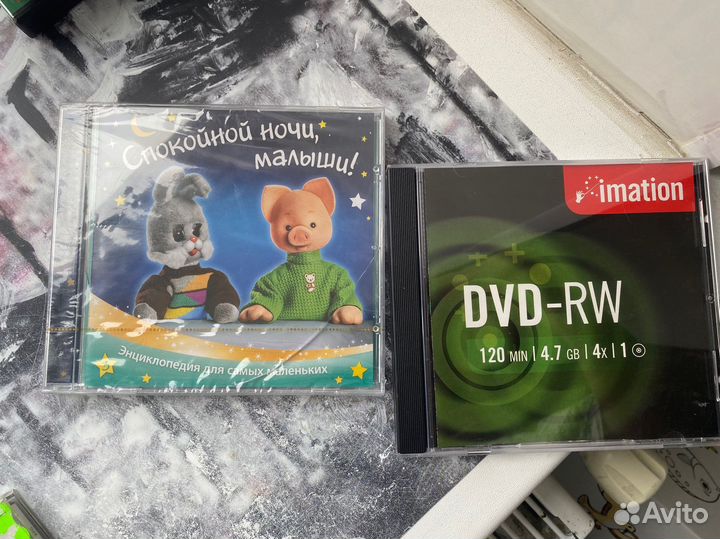 Спокойной ночи,
малыши!
Энциклопедия для самых маленьких
imation
DVD-RW
120 MIN | 4.7 GB | 4x | 1
Avito